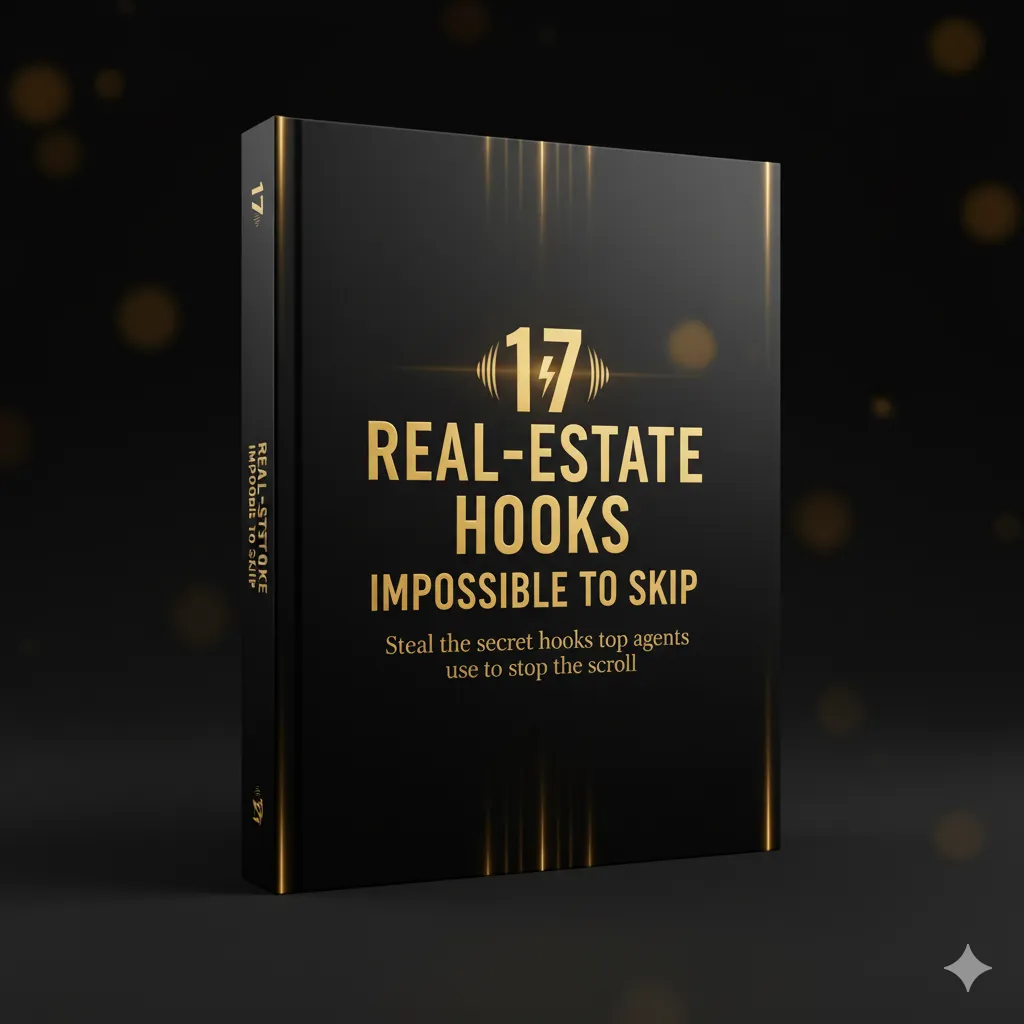 17
REAL-ESTATE
HOOKS
IMPOSSIBLE TO SKIP
Steal the secret hooks top agents
use to stop the scroll
17